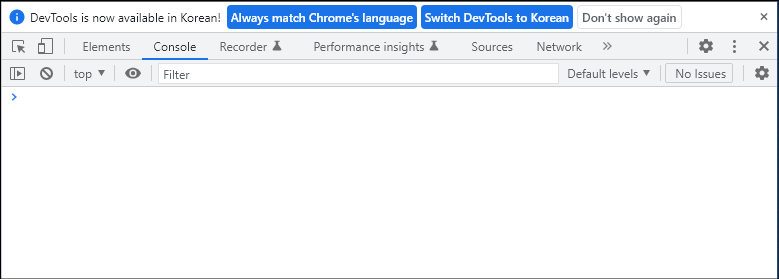 DevTools is now available in Korean! Always match Chrome's language Switch DevTools to Korean Don't show again
Elements Console Recorder Performance insights Sources Network
top Filter Default levels No Issues